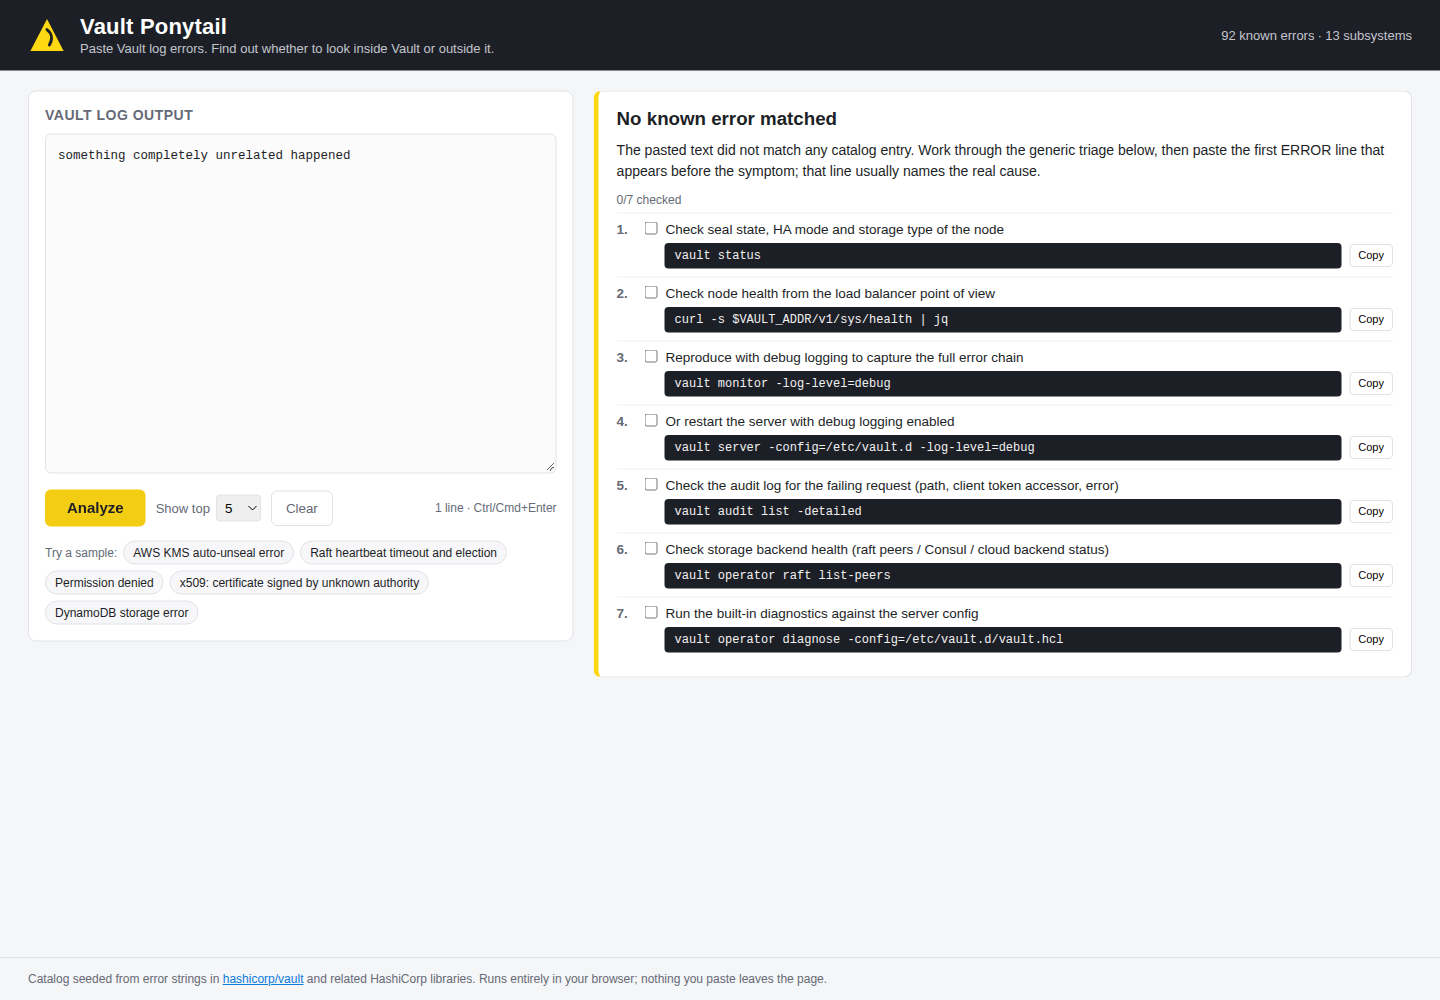 Vault Ponytail
Paste Vault log errors. Find out whether to look inside Vault or outside it.
92 known errors · 13 subsystems
VAULT LOG OUTPUT
something completely unrelated happened
Analyze
Show top
5
Clear
1 line · Ctrl/Cmd+Enter
Try a sample:
AWS KMS auto-unseal error
Raft heartbeat timeout and election
Permission denied
x509: certificate signed by unknown authority
DynamoDB storage error
No known error matched
The pasted text did not match any catalog entry. Work through the generic triage below, then paste the first ERROR line that
appears before the symptom; that line usually names the real cause.
0/7 checked
1. Check seal state, HA mode and storage type of the node
vault status
Copy
2. Check node health from the load balancer point of view
curl -s $VAULT_ADDR/v1/sys/health | jq
Copy
3. Reproduce with debug logging to capture the full error chain
vault monitor -log-level=debug
Copy
4. Or restart the server with debug logging enabled
vault server -config=/etc/vault.d -log-level=debug
Copy
5. Check the audit log for the failing request (path, client token accessor, error)
vault audit list -detailed
Copy
6. Check storage backend health (raft peers / Consul / cloud backend status)
vault operator raft list-peers
Copy
7. Run the built-in diagnostics against the server config
vault operator diagnose -config=/etc/vault.d/vault.hcl
Copy
Catalog seeded from error strings in hashicorp/vault and related HashiCorp libraries. Runs entirely in your browser; nothing you paste leaves the page.